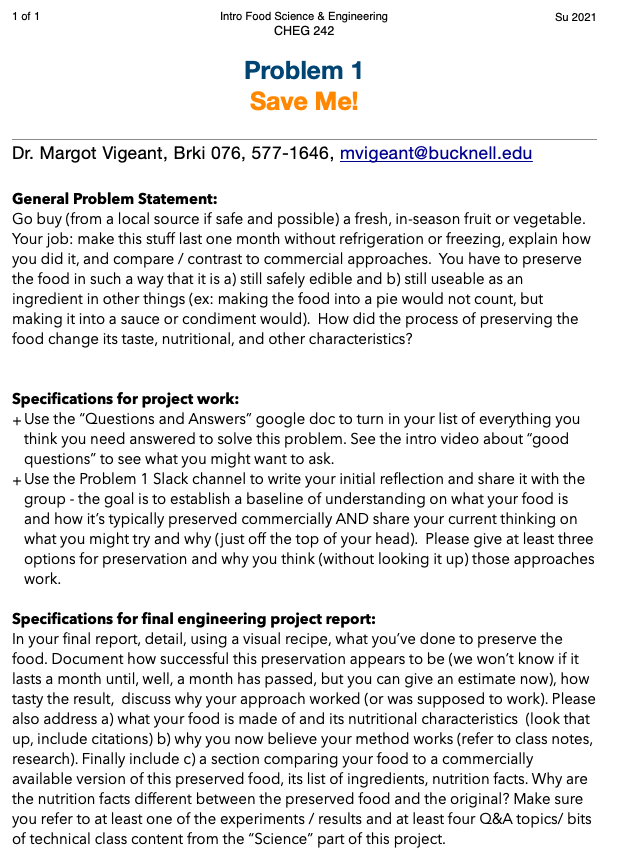 1 of 1 Intro Food Science & Engineering Su 2021
CHEG 242
Problem 1
Save Me!
Dr. Margot Vigeant, Brki 076, 577-1646, mvigeant@bucknell.edu
General Problem Statement:
Go buy (from a local source if safe and possible) a fresh, in-season fruit or vegetable.
Your job: make this stuff last one month without refrigeration or freezing, explain how
you did it, and compare / contrast to commercial approaches.  You have to preserve
the food in such a way that it is a) still safely edible and b) still useable as an
ingredient in other things (ex: making the food into a pie would not count, but
making it into a sauce or condiment would).  How did the process of preserving the
food change its taste, nutritional, and other characteristics?
Specifications for project work:
+ Use the “Questions and Answers” google doc to turn in your list of everything you
think you need answered to solve this problem. See the intro video about “good
questions” to see what you might want to ask.
+ Use the Problem 1 Slack channel to write your initial reflection and share it with the
group - the goal is to establish a baseline of understanding on what your food is
and how it’s typically preserved commercially AND share your current thinking on
what you might try and why (just off the top of your head).  Please give at least three
options for preservation and why you think (without looking it up) those approaches
work.
Specifications for final engineering project report:
In your final report, detail, using a visual recipe, what you’ve done to preserve the
food. Document how successful this preservation appears to be (we won’t know if it
lasts a month until, well, a month has passed, but you can give an estimate now), how
tasty the result,  discuss why your approach worked (or was supposed to work). Please
also address a) what your food is made of and its nutritional characteristics  (look that
up, include citations) b) why you now believe your method works (refer to class notes,
research). Finally include c) a section comparing your food to a commercially
available version of this preserved food, its list of ingredients, nutrition facts. Why are
the nutrition facts different between the preserved food and the original? Make sure
you refer to at least one of the experiments / results and at least four Q&A topics/ bits
of technical class content from the “Science” part of this project.